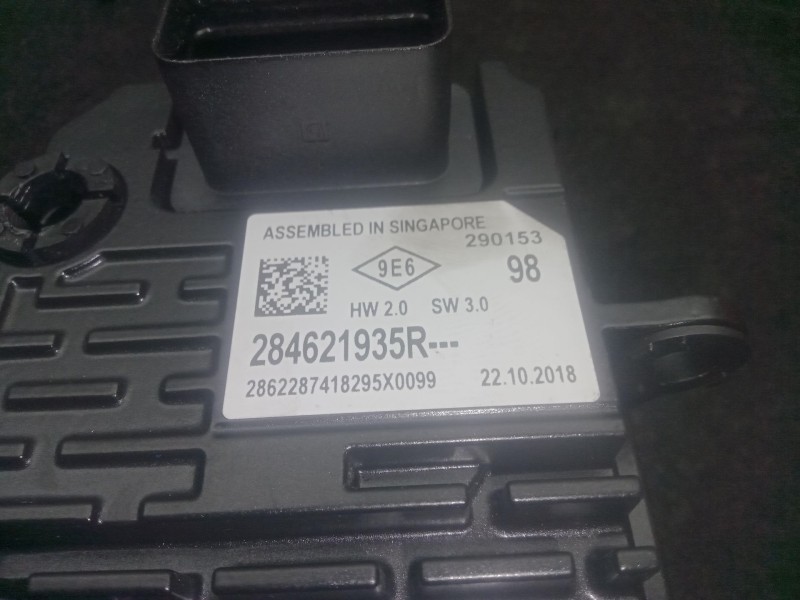 ASSEMBLED IN SINGAPORE
290153
9E6
98
HW 2.0 SW 3.0
284621935R---
2862287418295X0099 22.10.2018